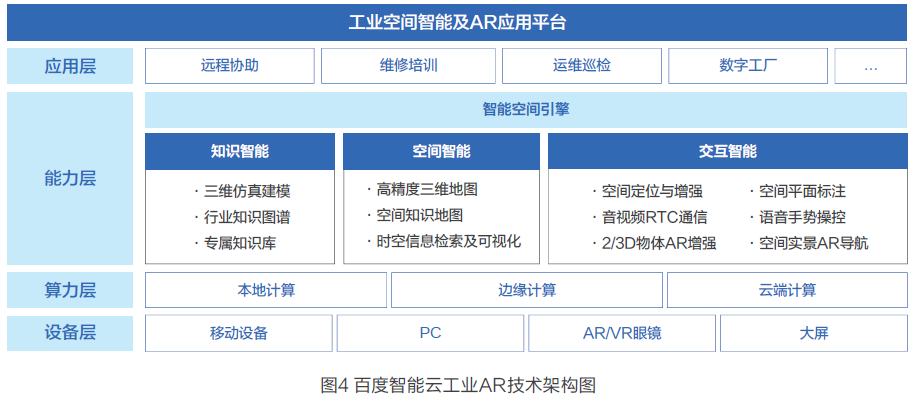 工业空间智能及AR应用平台
应用层
远程协助
维修培训
运维巡检
数字工厂
...
能力层
智能空间引擎
知识智能
·三维仿真建模
·行业知识图谱
·专属知识库
空间智能
·高精度三维地图
·空间知识地图
·时空信息检索及可视化
交互智能
·空间定位与增强
·音视频RTC通信
·2/3D物体AR增强
·空间平面标注
·语音手势操控
·空间实景AR导航
算力层
本地计算
边缘计算
云端计算
设备层
移动设备
PC
AR/VR眼镜
大屏
图4 百度智能云工业AR技术架构图